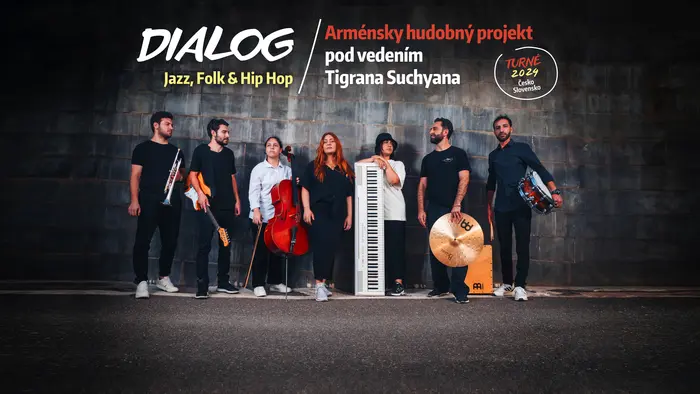 DIALOG
Jazz, Folk & Hip Hop
Arménsky hudobný projekt
pod vedením
Tigrana Suchyana
TURNÉ
2024
Česko
Slovensko